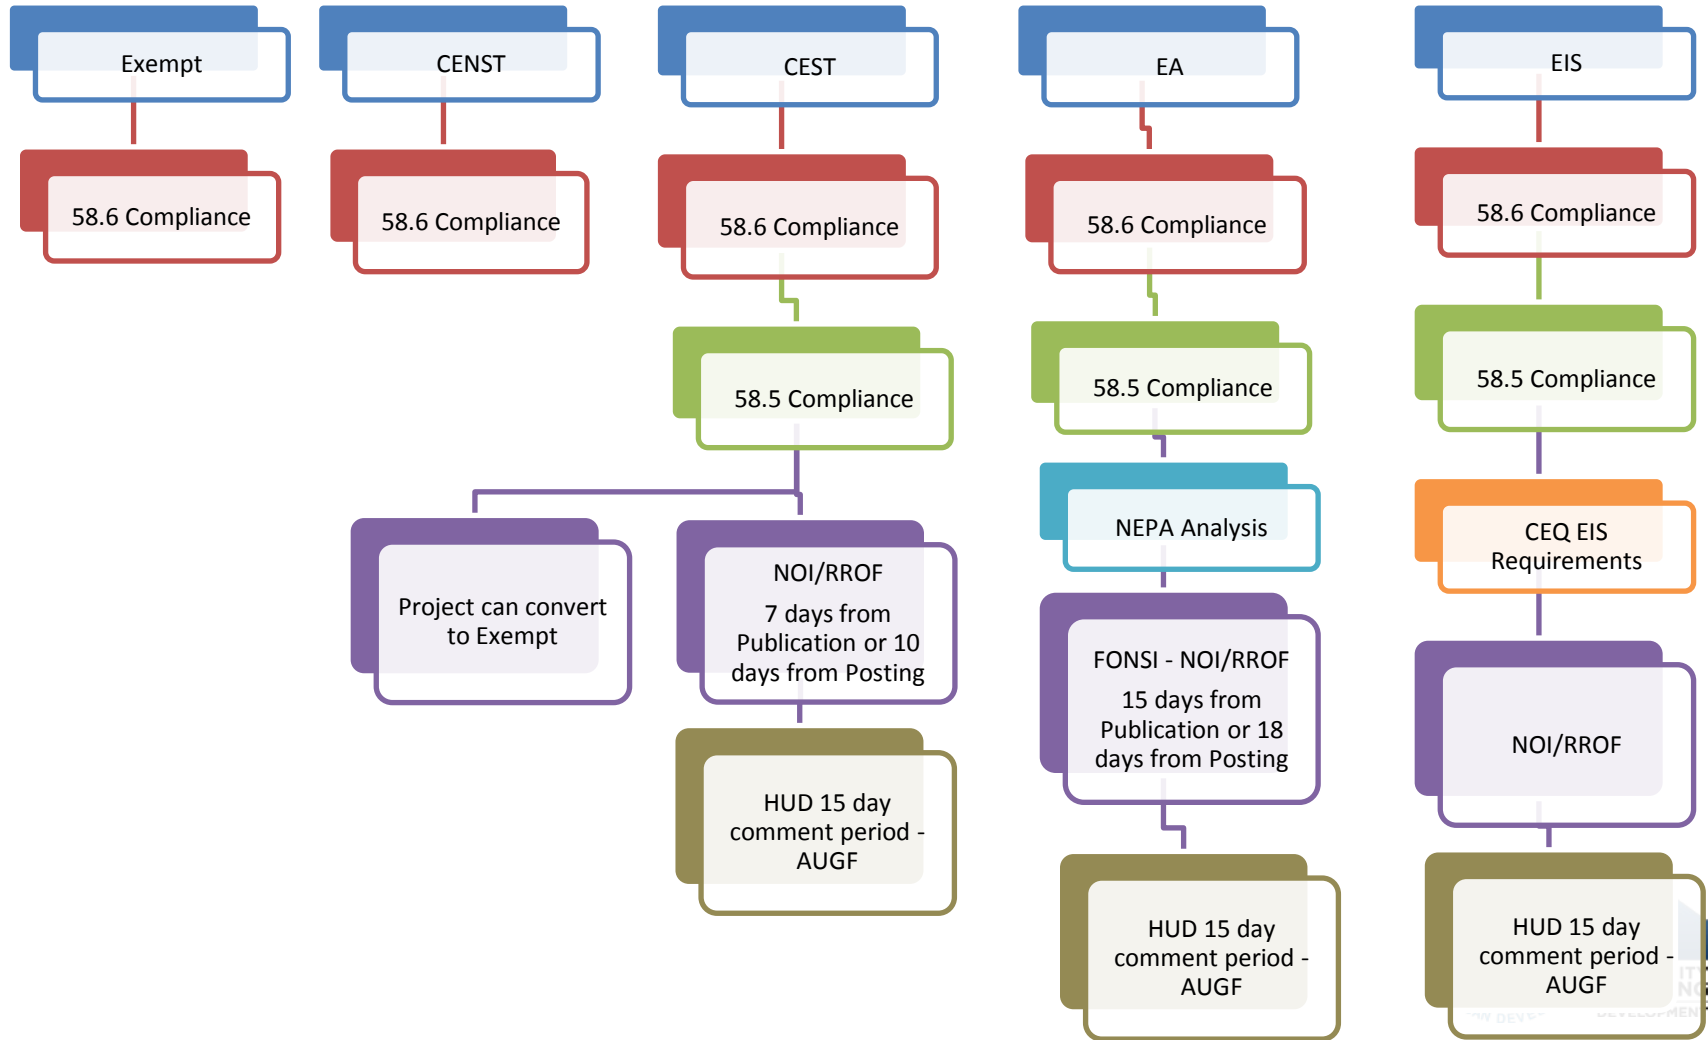 Exempt
CENST
CEST
EA
EIS
58.6 Compliance
58.6 Compliance
58.6 Compliance
58.6 Compliance
58.6 Compliance
58.5 Compliance
58.5 Compliance
58.5 Compliance
Project can convert
to Exempt
NOI/RROF
7 days from
Publication or 10
days from Posting
NEPA Analysis
CEQ EIS
Requirements
FONSI - NOI/RROF
15 days from
Publication or 18
days from Posting
NOI/RROF
HUD 15 day
comment period -
AUGF
HUD 15 day
comment period -
AUGF
HUD 15 day
comment period -
AUGF